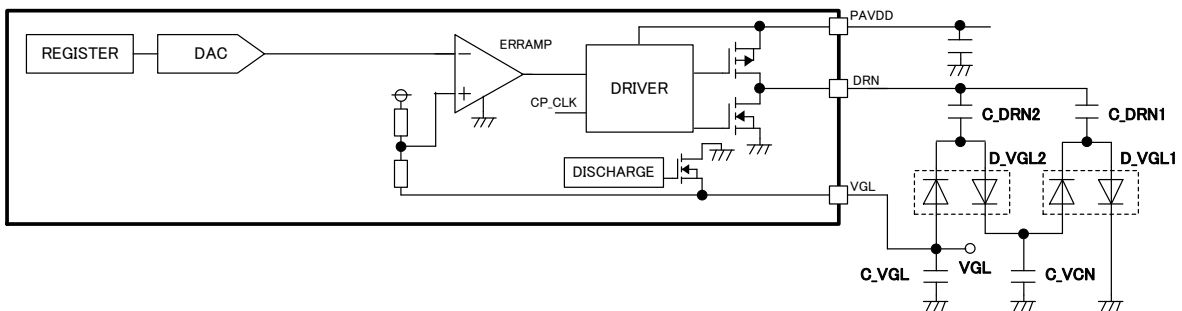 PAVDD
REGISTER
DAC
ERRAMP
−
+
DRIVER
CP_CLK
DRN
C_DRN2
C_DRN1
DISCHARGE
D_VGL2
D_VGL1
VGL
C_VGL
VGL
C_VCN